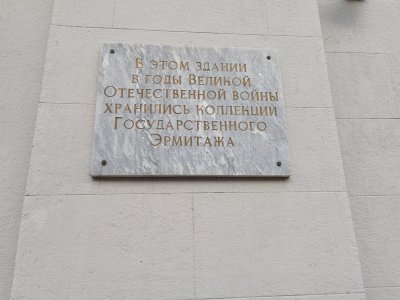 В этом здании
в годы Великой
Отечественной войны
хранились коллекции
Государственного
Эрмитажа